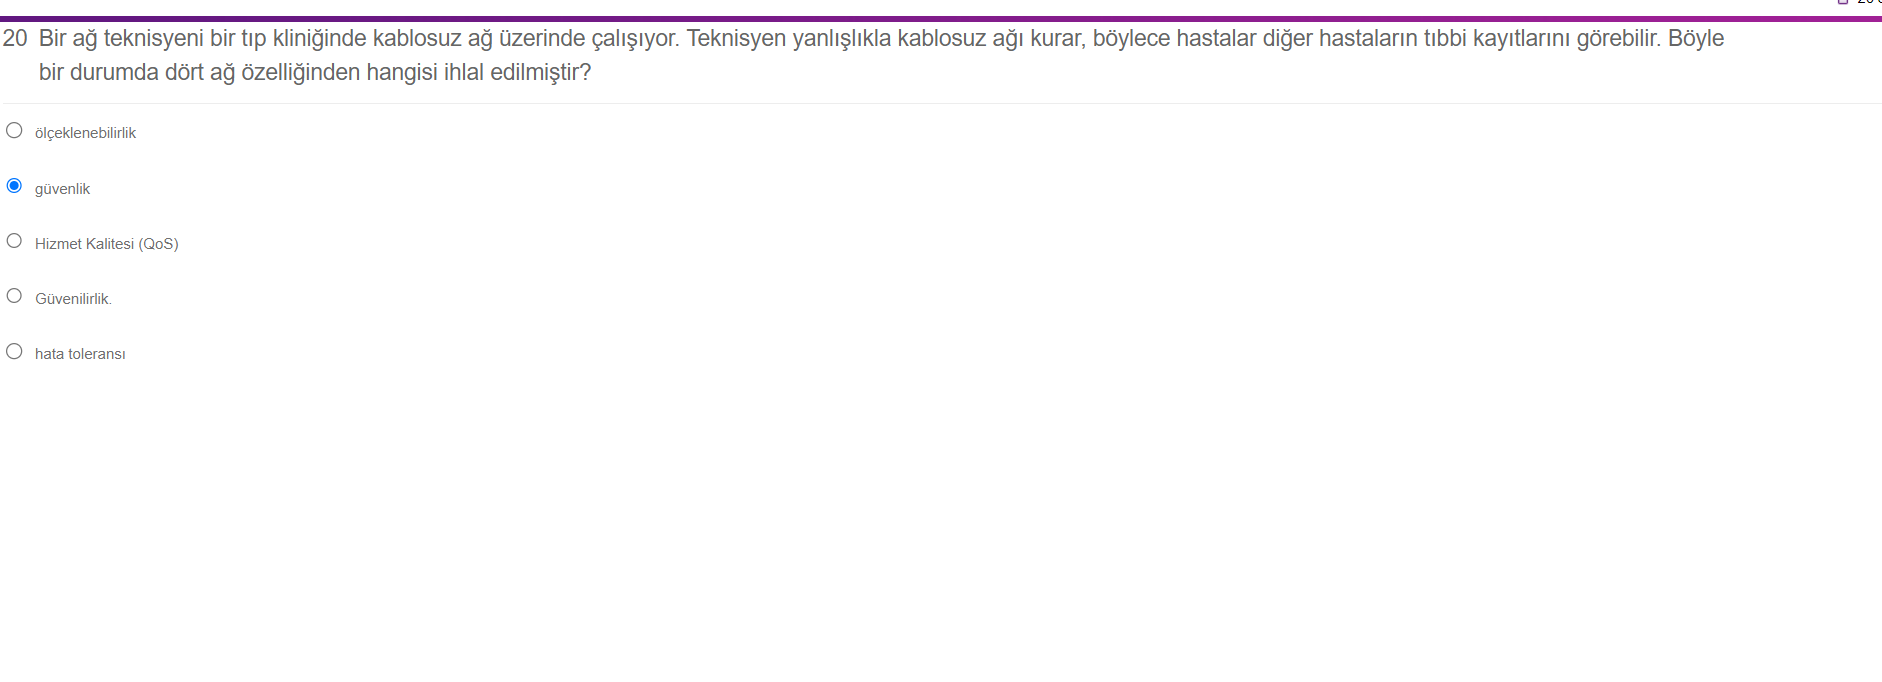 20 Bir ağ teknisyeni bir tıp kliniğinde kablosuz ağ üzerinde çalışıyor. Teknisyen yanlışlıkla kablosuz ağı kurar, böylece hastalar diğer hastaların tıbbi kayıtlarını görebilir. Böyle
bir durumda dört ağ özelliğinden hangisi ihlal edilmiştir?
ölçeklenebilirlik
güvenlik
Hizmet Kalitesi (QoS)
Güvenilirlik.
hata toleransı